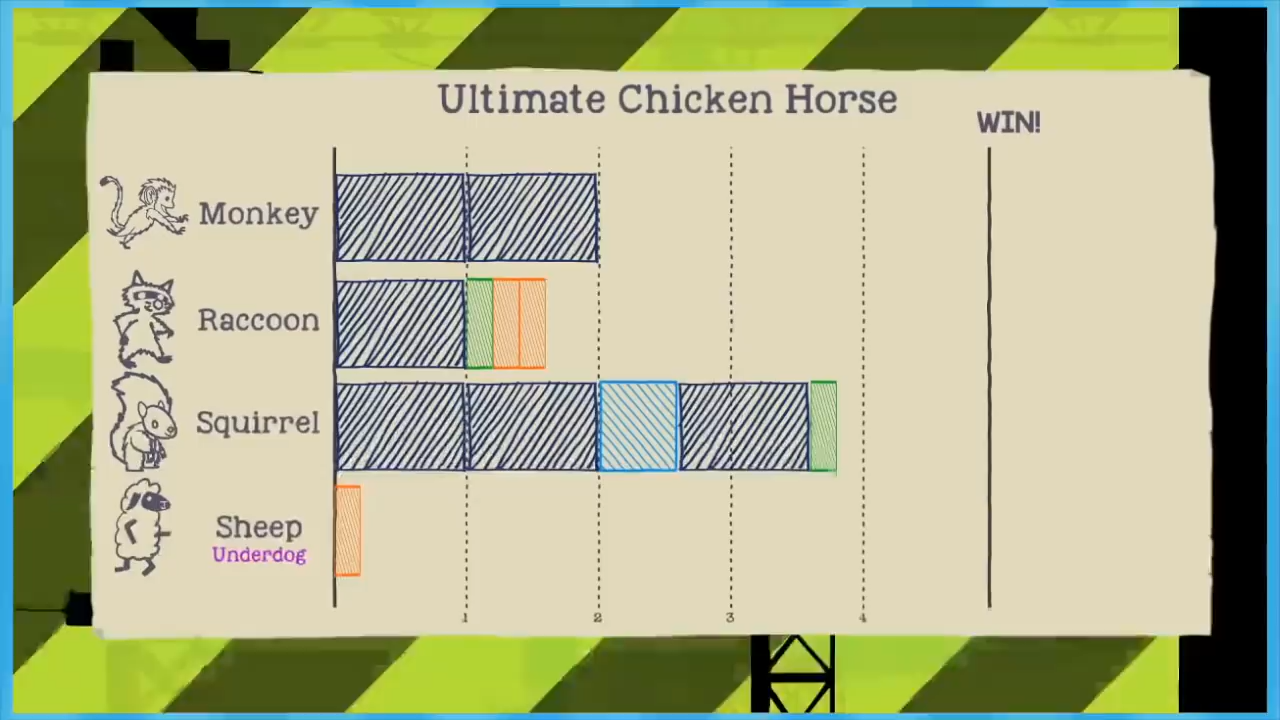 Ultimate Chicken Horse
WIN!
Monkey
Raccoon
Squirrel
Sheep
Underdog
1 2 3 4